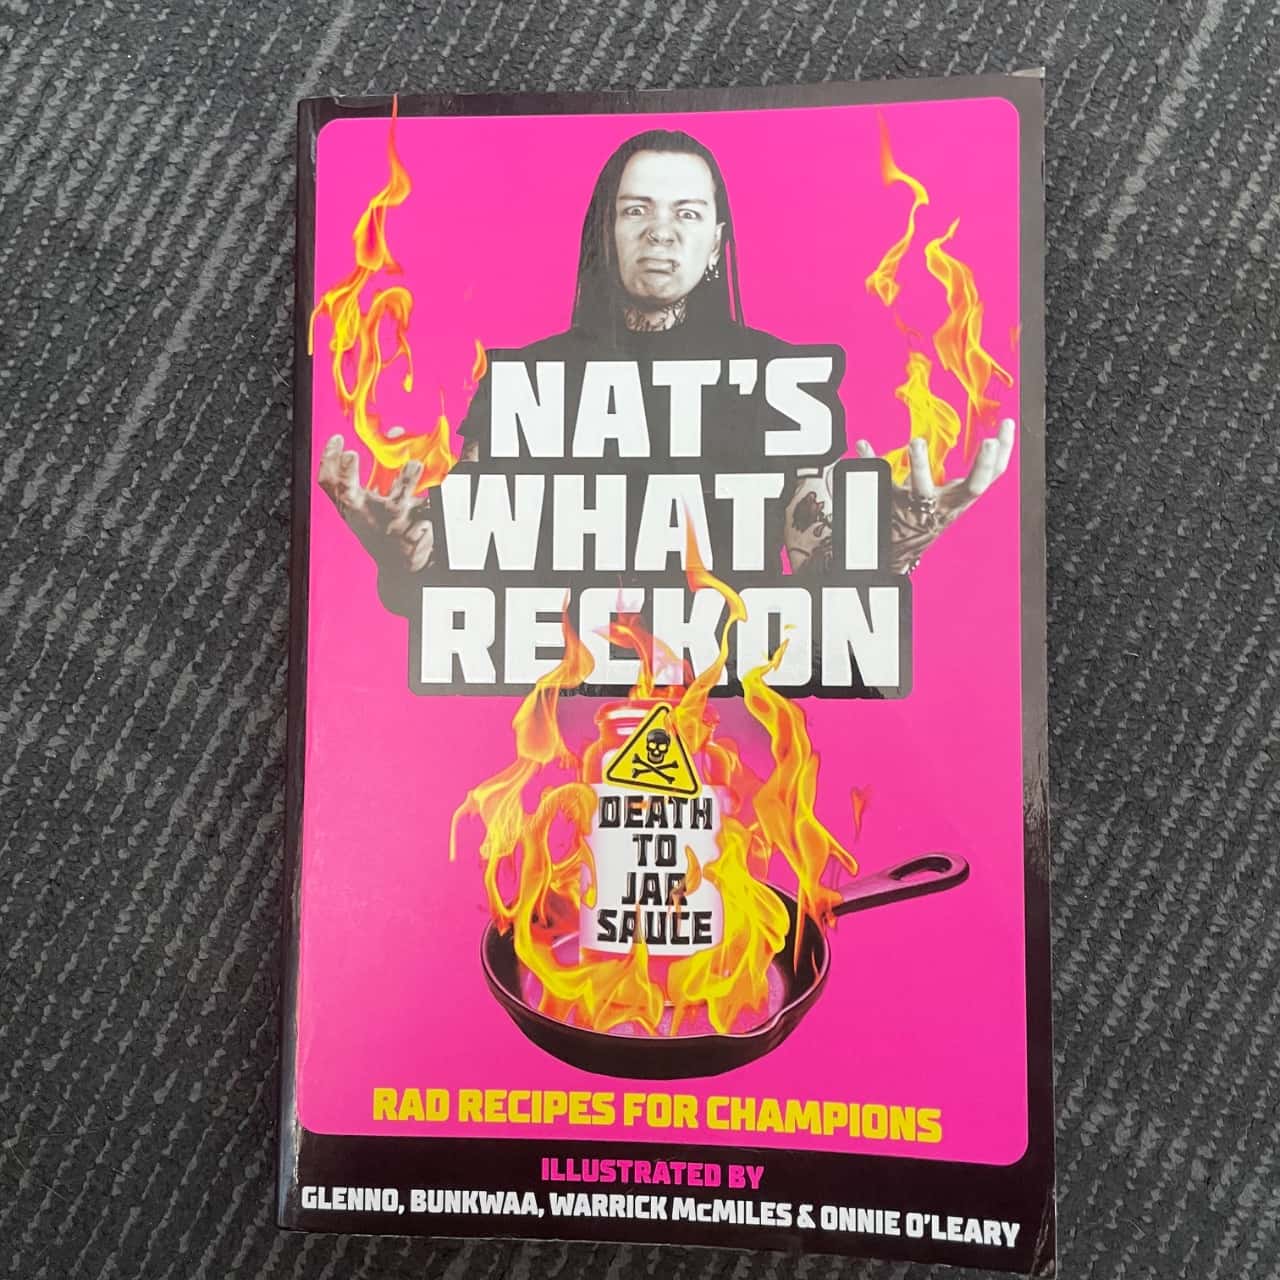 NAT'S
WHAT I
RECKON
DEATH
TO
JAR
SAUCE
RAD RECIPES FOR CHAMPIONS
ILLUSTRATED BY
GLENNO, BUNKWAA, WARRICK McMILES & ONNIE O'LEARY